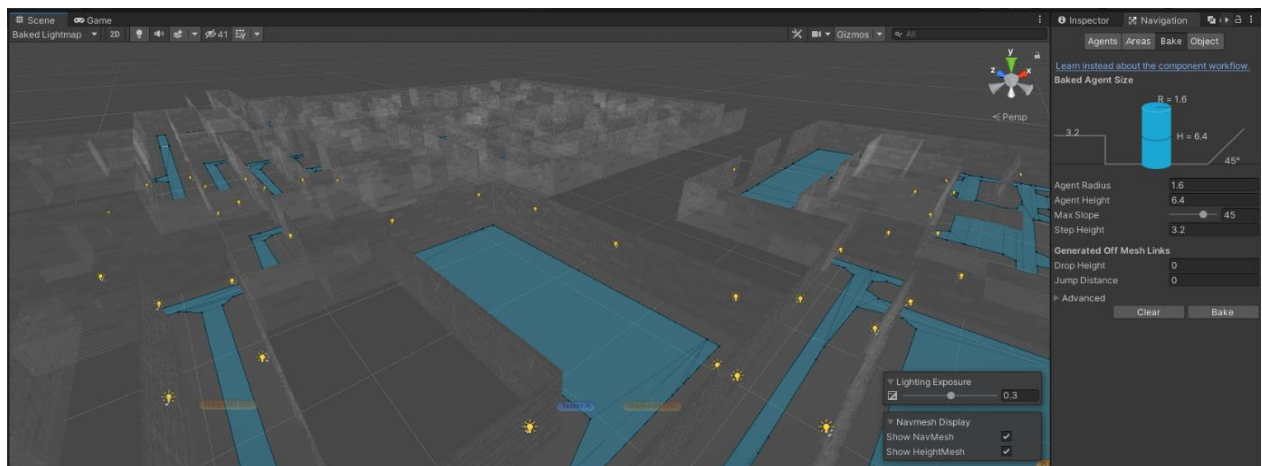 Scene Game
Inspector Navigation
Baked Lightmap 2D 41 Gizmos All
Agents Areas Bake Object
Learn instead about the component workflow.
Baked Agent Size
y
z x
Persp
R = 1.6
3.2
H = 6.4
45°
Agent Radius 1.6
Agent Height 6.4
Max Slope 45
Step Height 3.2
Generated Off Mesh Links
Drop Height 0
Jump Distance 0
Advanced
Clear Bake
Lighting Exposure
0.3
Navmesh Display
Show NavMesh
Show HeightMesh